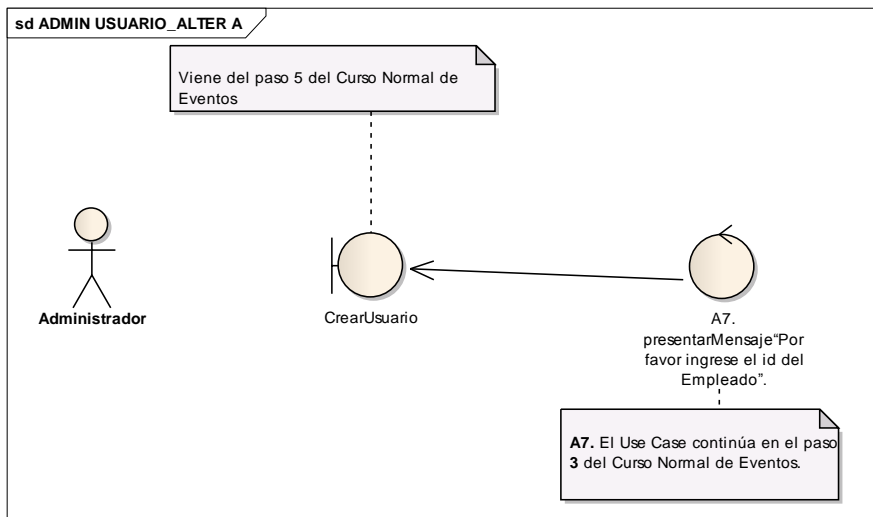 sd ADMIN USUARIO_ALTER A
Viene del paso 5 del Curso Normal de
Eventos
Administrador
CrearUsuario
A7.
presentarMensaje“Por
favor ingrese el id del
Empleado”.
A7. El Use Case continúa en el paso
3 del Curso Normal de Eventos.